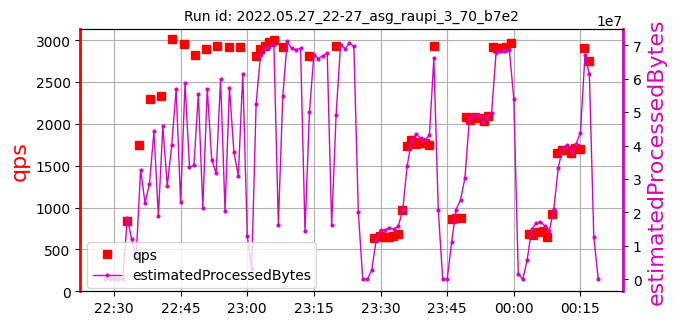 Run id: 2022.05.27_22-27_asg_raupi_3_70_b7e2
1e7
3000
2500
2000
1500
1000
500
0
qps
7
6
5
4
3
2
1
0
estimatedProcessedBytes
qps
estimatedProcessedBytes
22:30 22:45 23:00 23:15 23:30 23:45 00:00 00:15